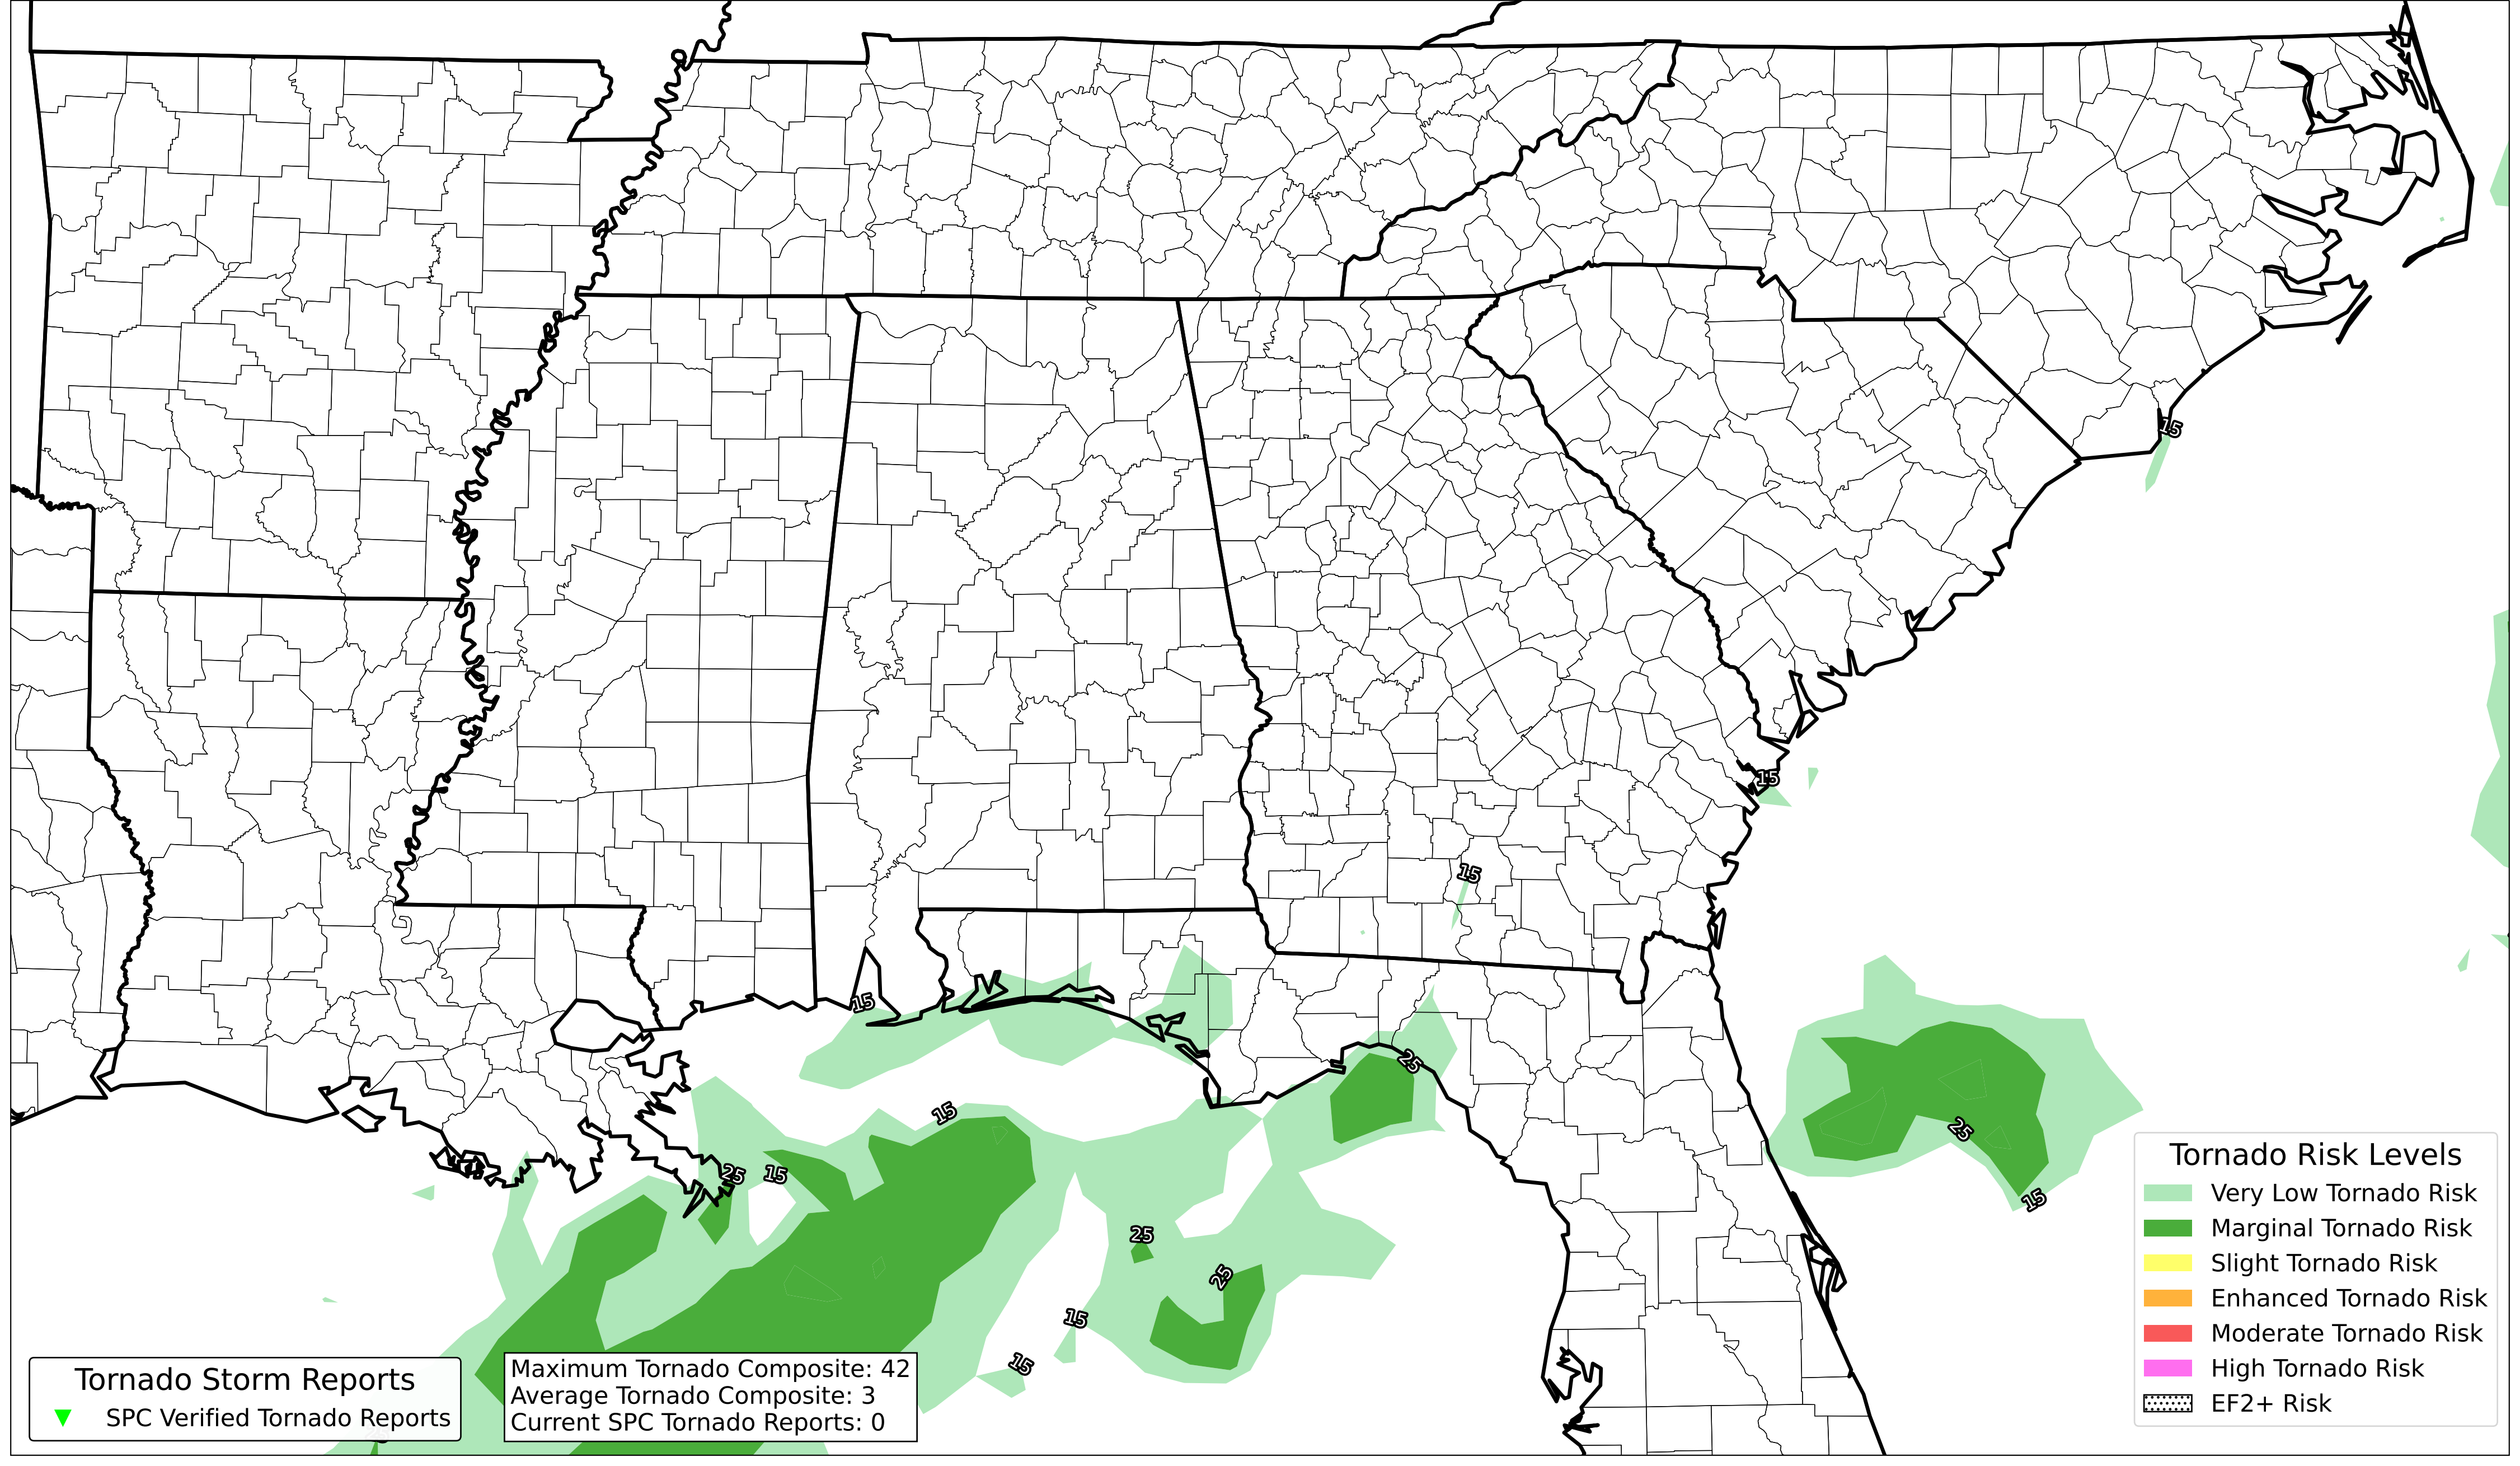 15
15
15
15
25
15
25
15
25
15
25
25
15
15
Tornado Risk Levels
Very Low Tornado Risk
Marginal Tornado Risk
Slight Tornado Risk
Enhanced Tornado Risk
Moderate Tornado Risk
High Tornado Risk
EF2+ Risk
Tornado Storm Reports
SPC Verified Tornado Reports
Maximum Tornado Composite: 42
Average Tornado Composite: 3
Current SPC Tornado Reports: 0